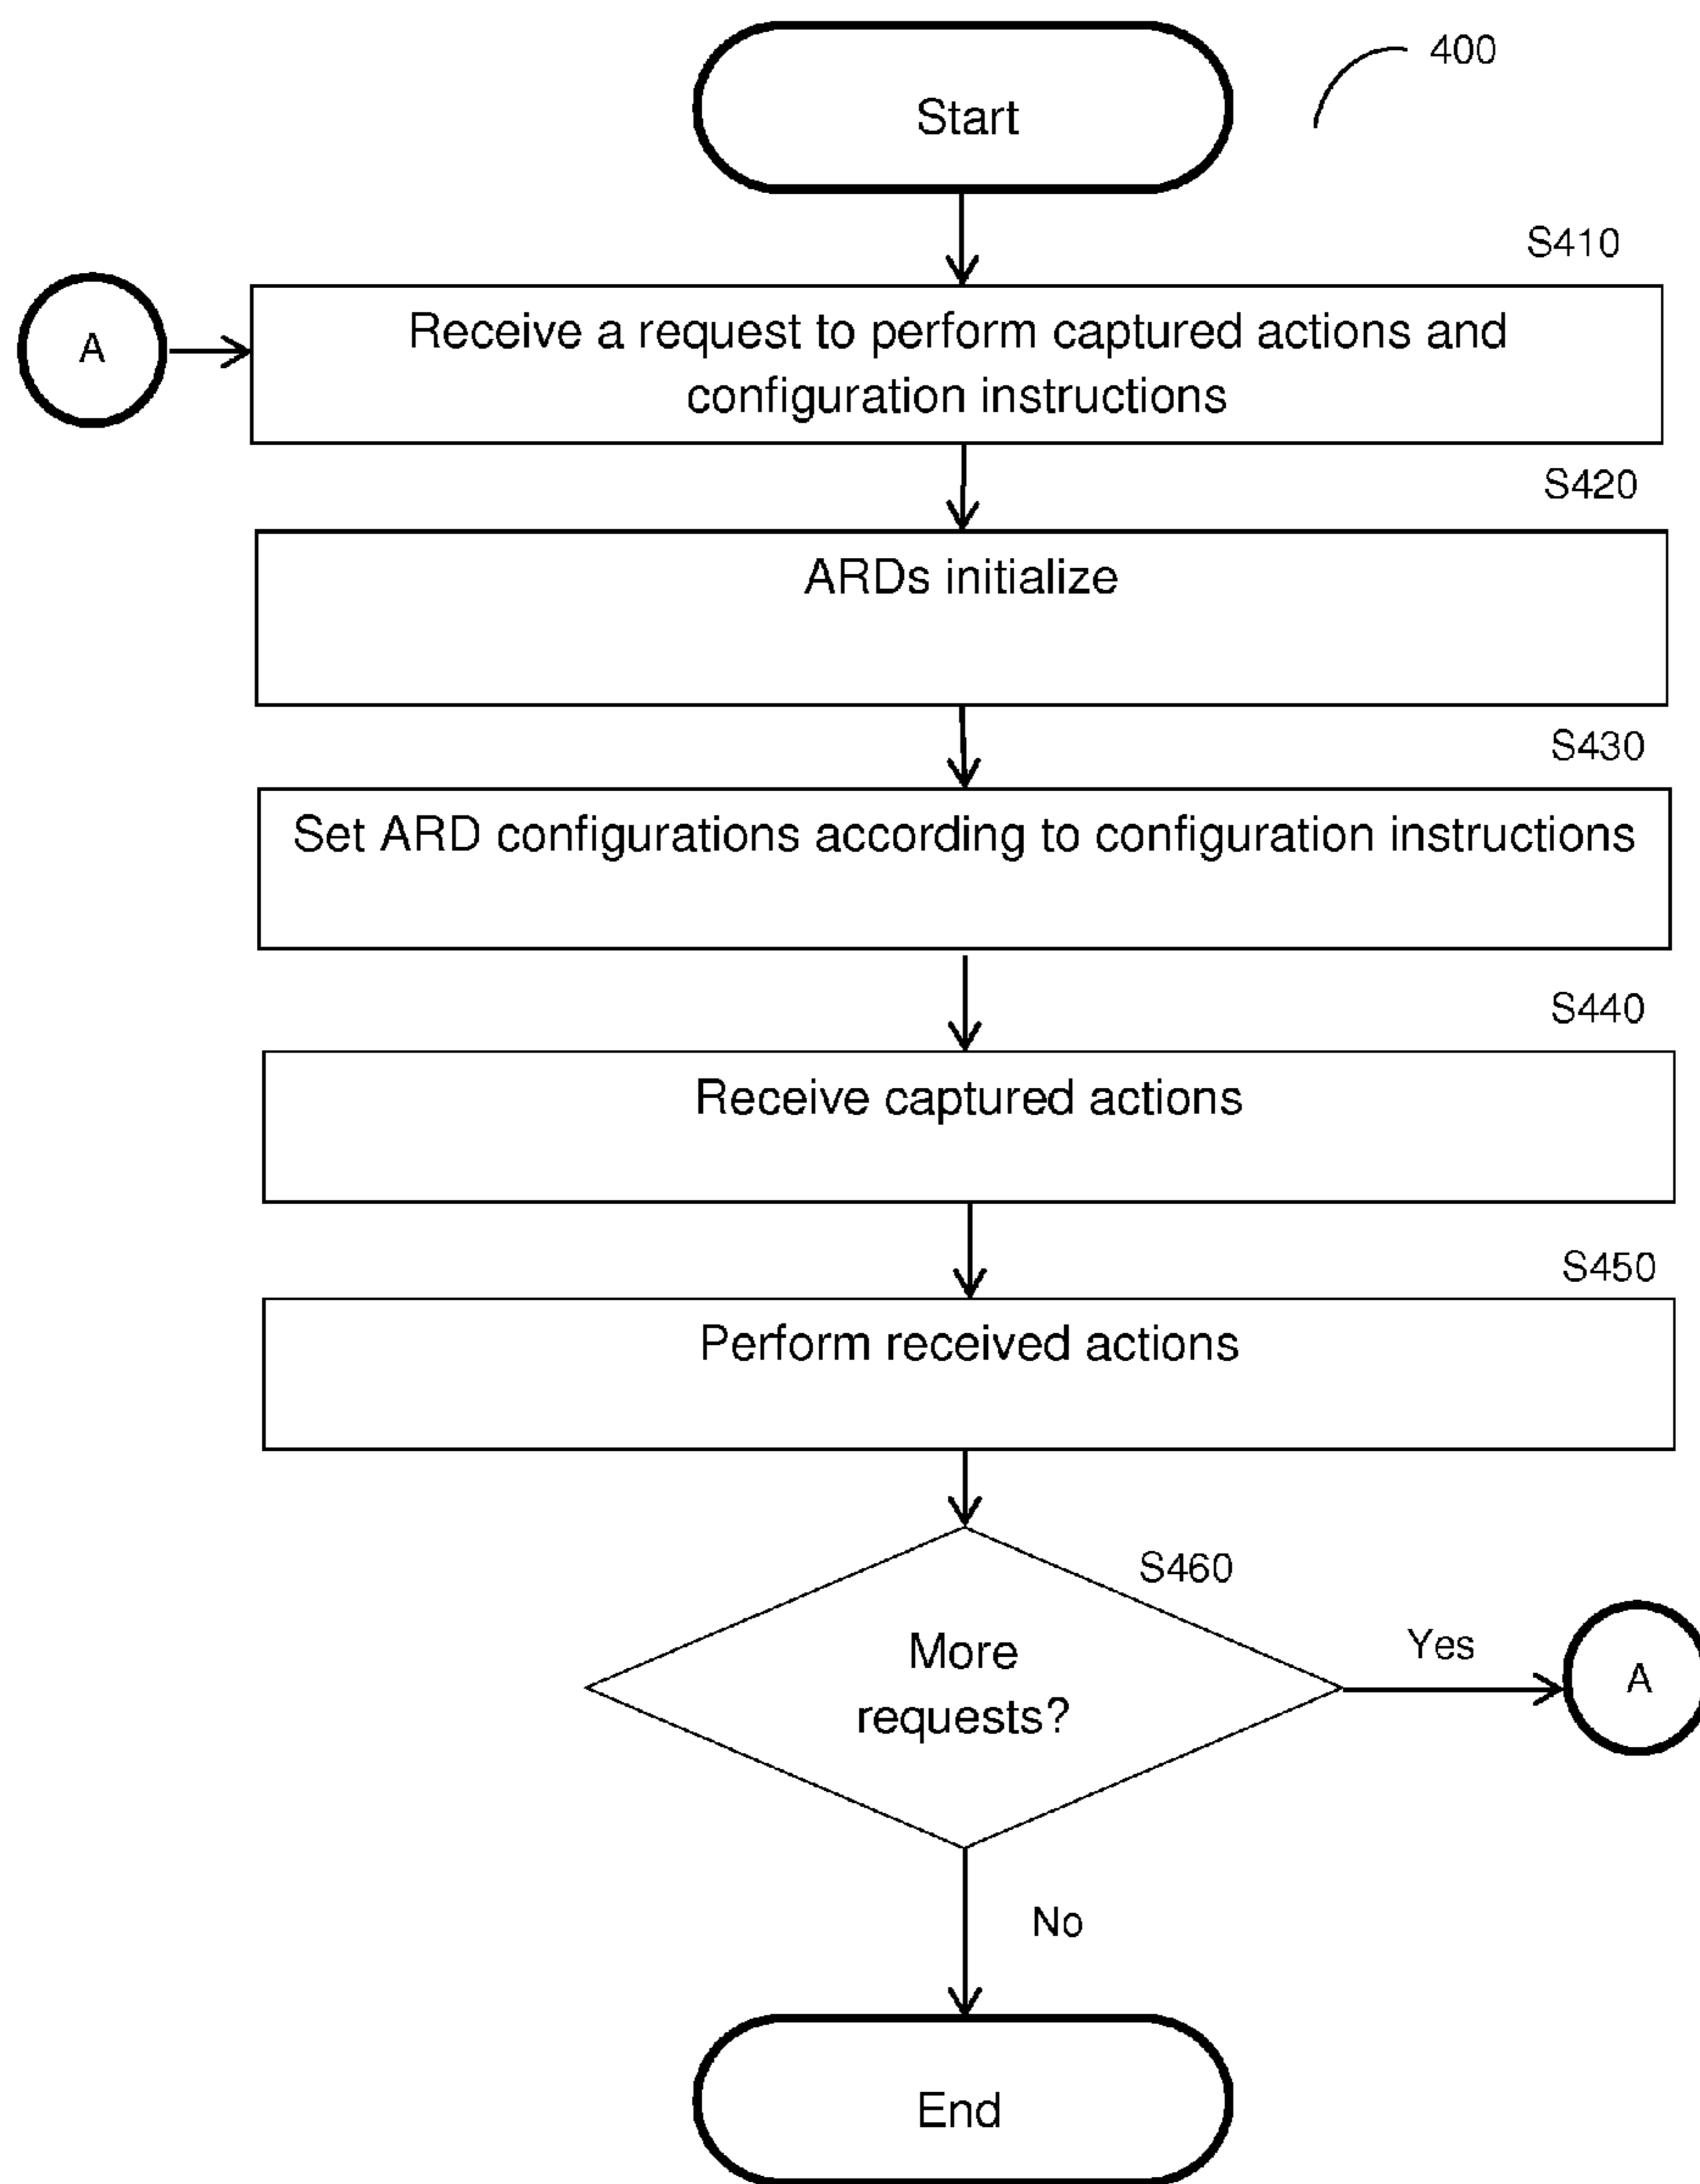 400
Start
S410
A
Receive a request to perform captured actions and
configuration instructions
S420
ARDs initialize
S430
Set ARD configurations according to configuration instructions
S440
Receive captured actions
S450
Perform received actions
S460
More
requests?
Yes
A
No
End